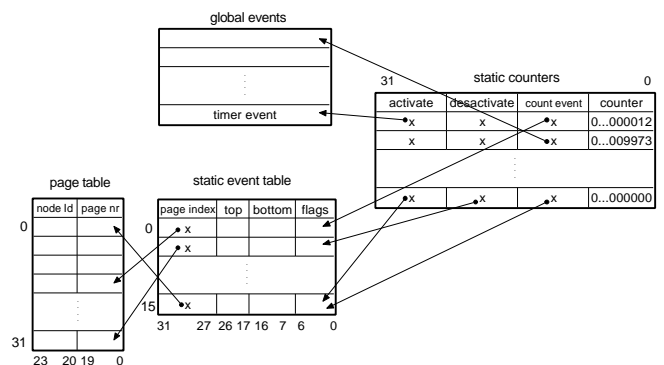 global events
timer event
31 static counters 0
activate desactivate count event counter
x x x 0...000012
x x x 0...009973
x x x 0...000000
page table
node Id page nr
0
31
23 20 19 0
static event table
page index top bottom flags
0 x
x
15 x
31 27 26 17 16 7 6 0